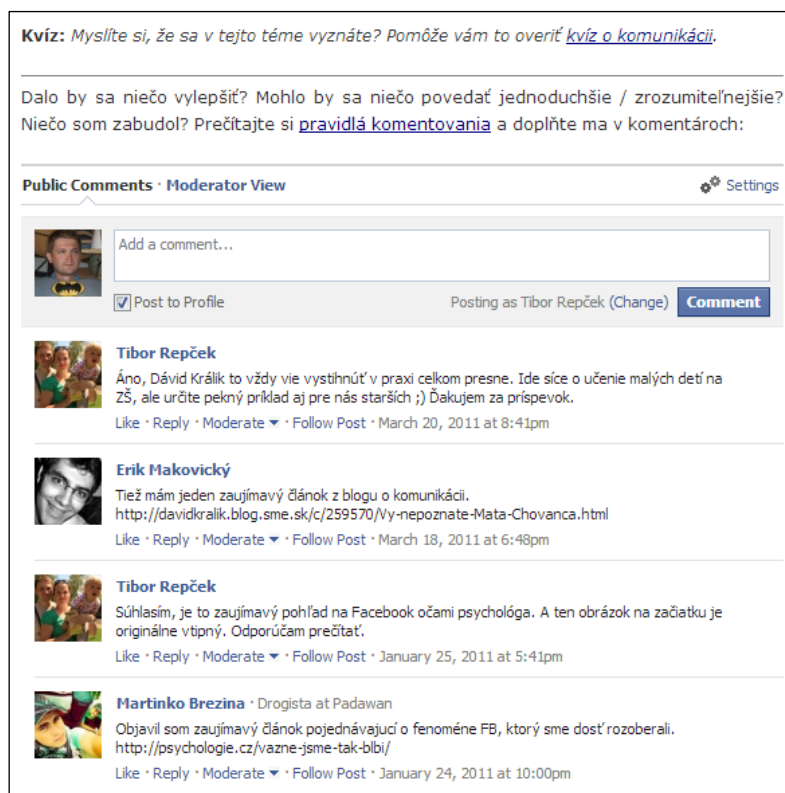 Kvíz: Myslíte si, že sa v tejto téme vyznáte? Pomôže vám to overiť kvíz o komunikácii.
Dalo by sa niečo vylepšiť? Mohlo by sa niečo povedať jednoduchšie / zrozumiteľnejšie?
Niečo som zabudol? Prečítajte si pravidlá komentovania a doplňte ma v komentároch:
Public Comments · Moderator View Settings
Add a comment...
Post to Profile Posting as Tibor Repček (Change) Comment
Tibor Repček
Áno, Dávid Králik to vždy vie vystihnúť v praxi celkom presne. Ide síce o učenie malých detí na
ZŠ, ale určite pekný príklad aj pre nás starších ;) Ďakujem za príspevok.
Like · Reply · Moderate · Follow Post · March 20, 2011 at 8:41pm
Erik Makovický
Tiež mám jeden zaujímavý článok z blogu o komunikácii.
http://davidkralik.blog.sme.sk/c/259570/Vy-nepoznate-Mata-Chovanca.html
Like · Reply · Moderate · Follow Post · March 18, 2011 at 6:48pm
Tibor Repček
Súhlasím, je to zaujímavý pohľad na Facebook očami psychológa. A ten obrázok na začiatku je
originálne vtipný. Odporúčam prečítať.
Like · Reply · Moderate · Follow Post · January 25, 2011 at 5:41pm
Martinko Brezina · Drogista at Padawan
Objavil som zaujímavý článok pojednávajucí o fenoméne FB, ktorý sme dosť rozoberali.
http://psychologie.cz/vazne-jsme-tak-blbi/
Like · Reply · Moderate · Follow Post · January 24, 2011 at 10:00pm